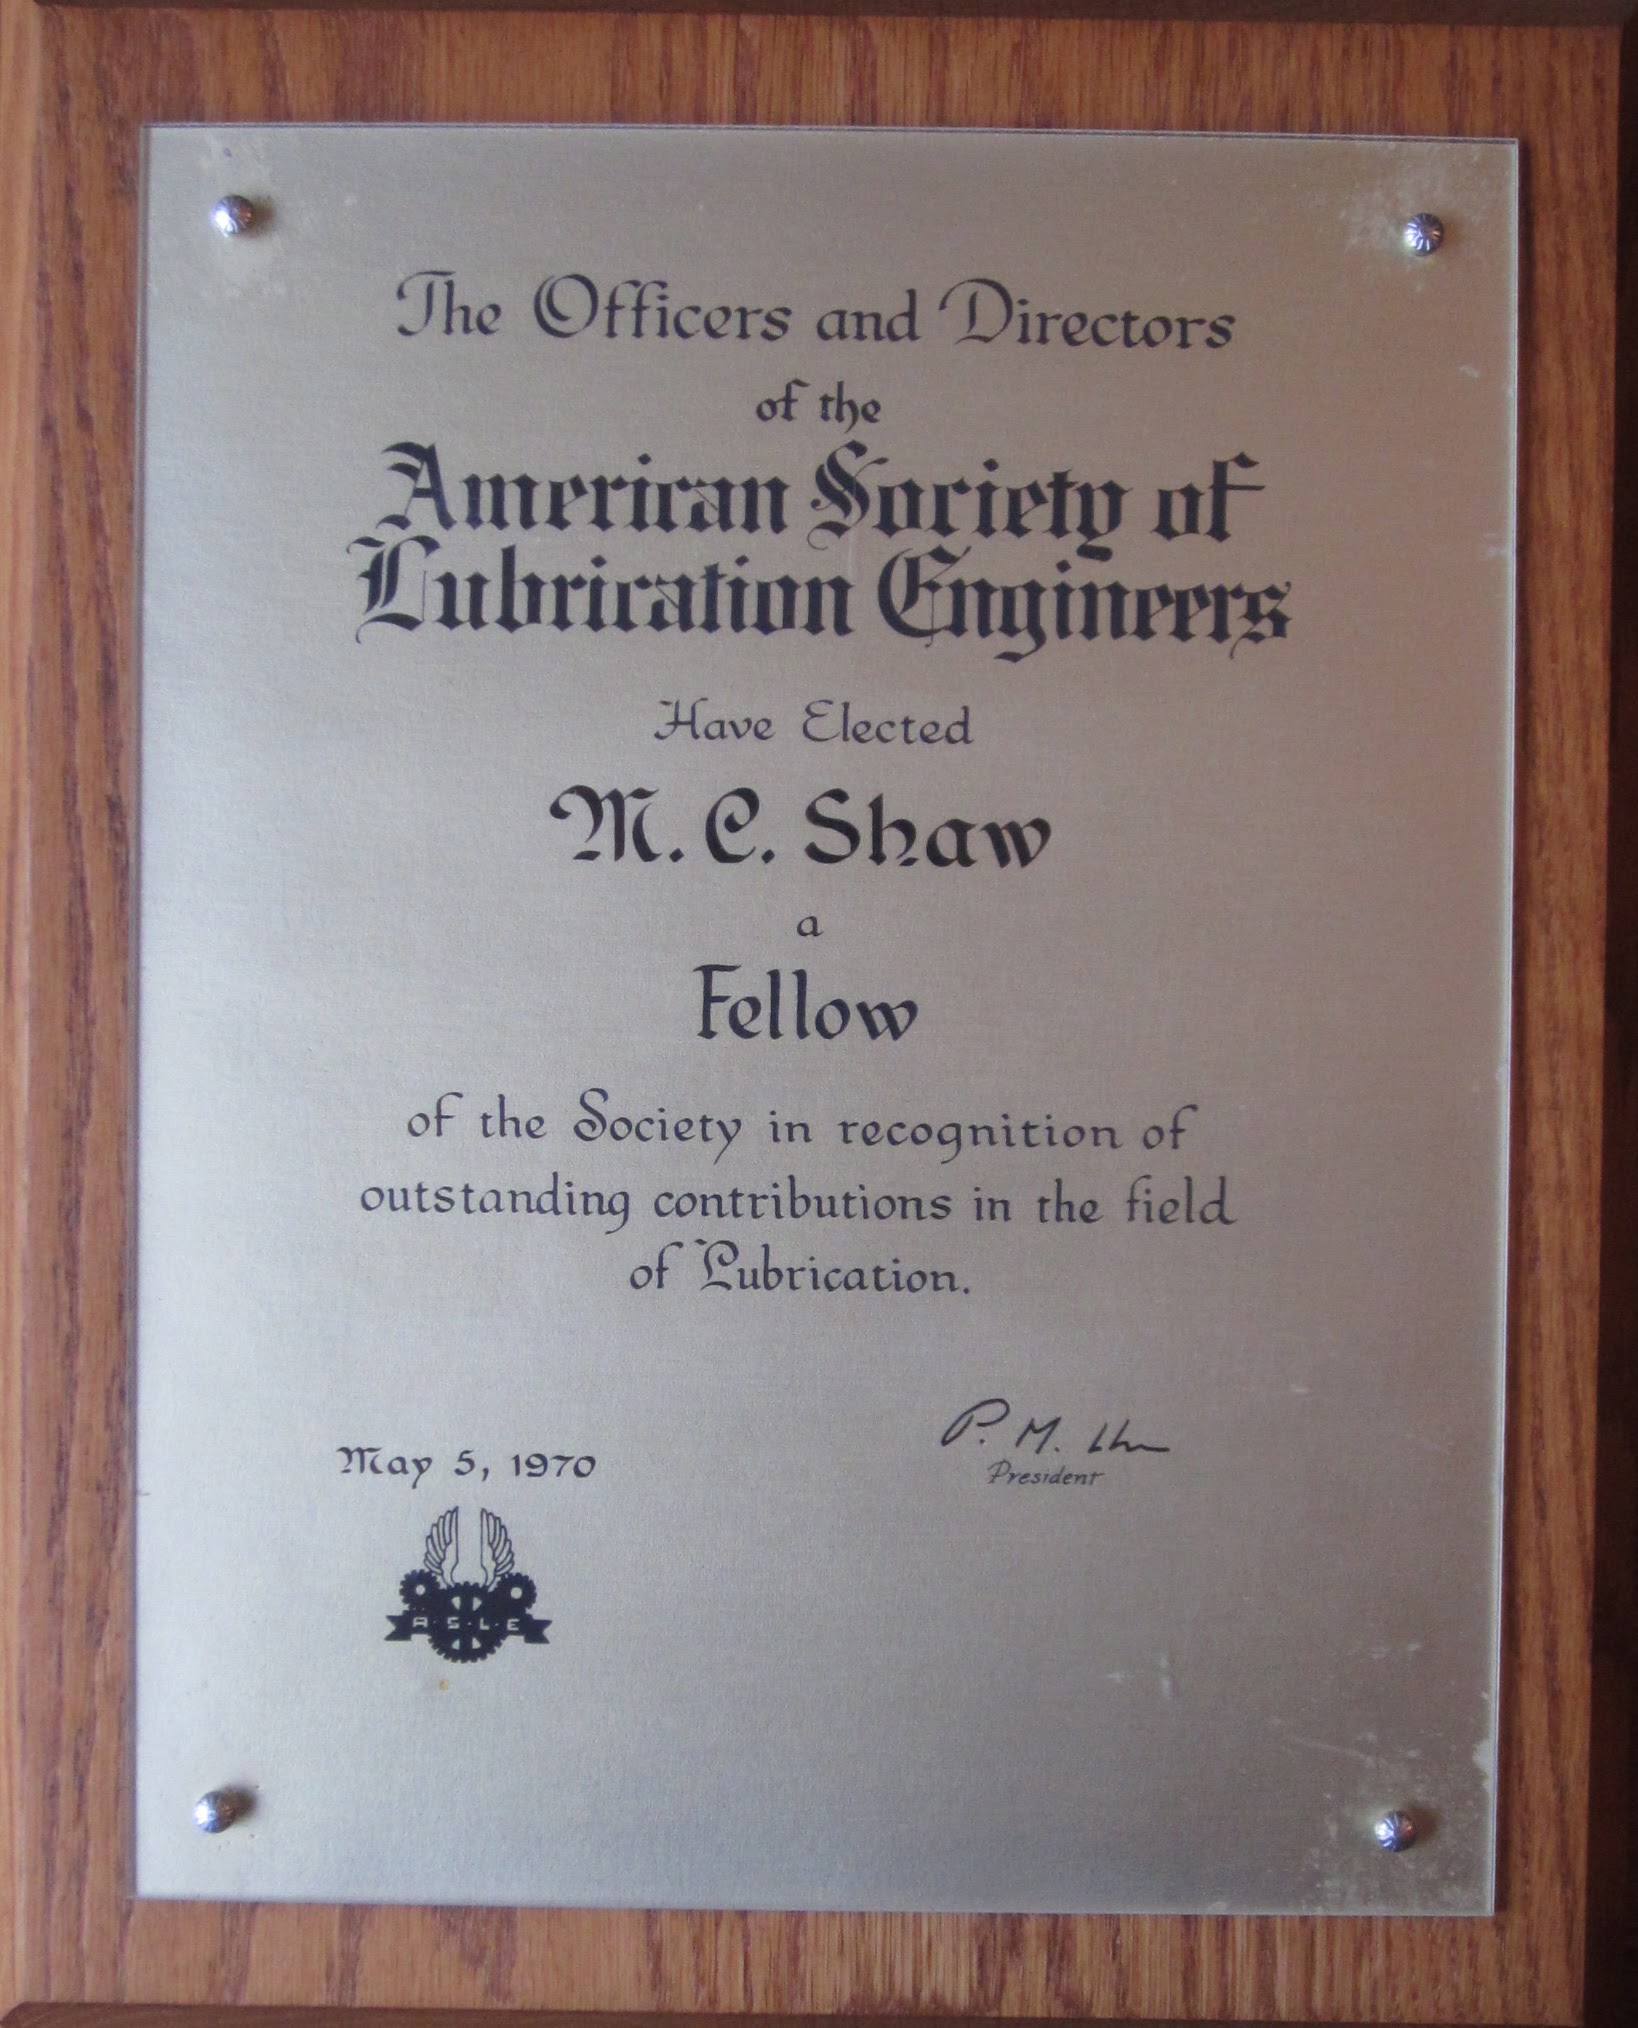 The Officers and Directors
of the
American Society of
Lubrication Engineers
Have Elected
M. C. Shaw
a
Fellow
of the Society in recognition of
outstanding contributions in the field
of Lubrication.
P. M.
May 5, 1970
President
A·S·L·E